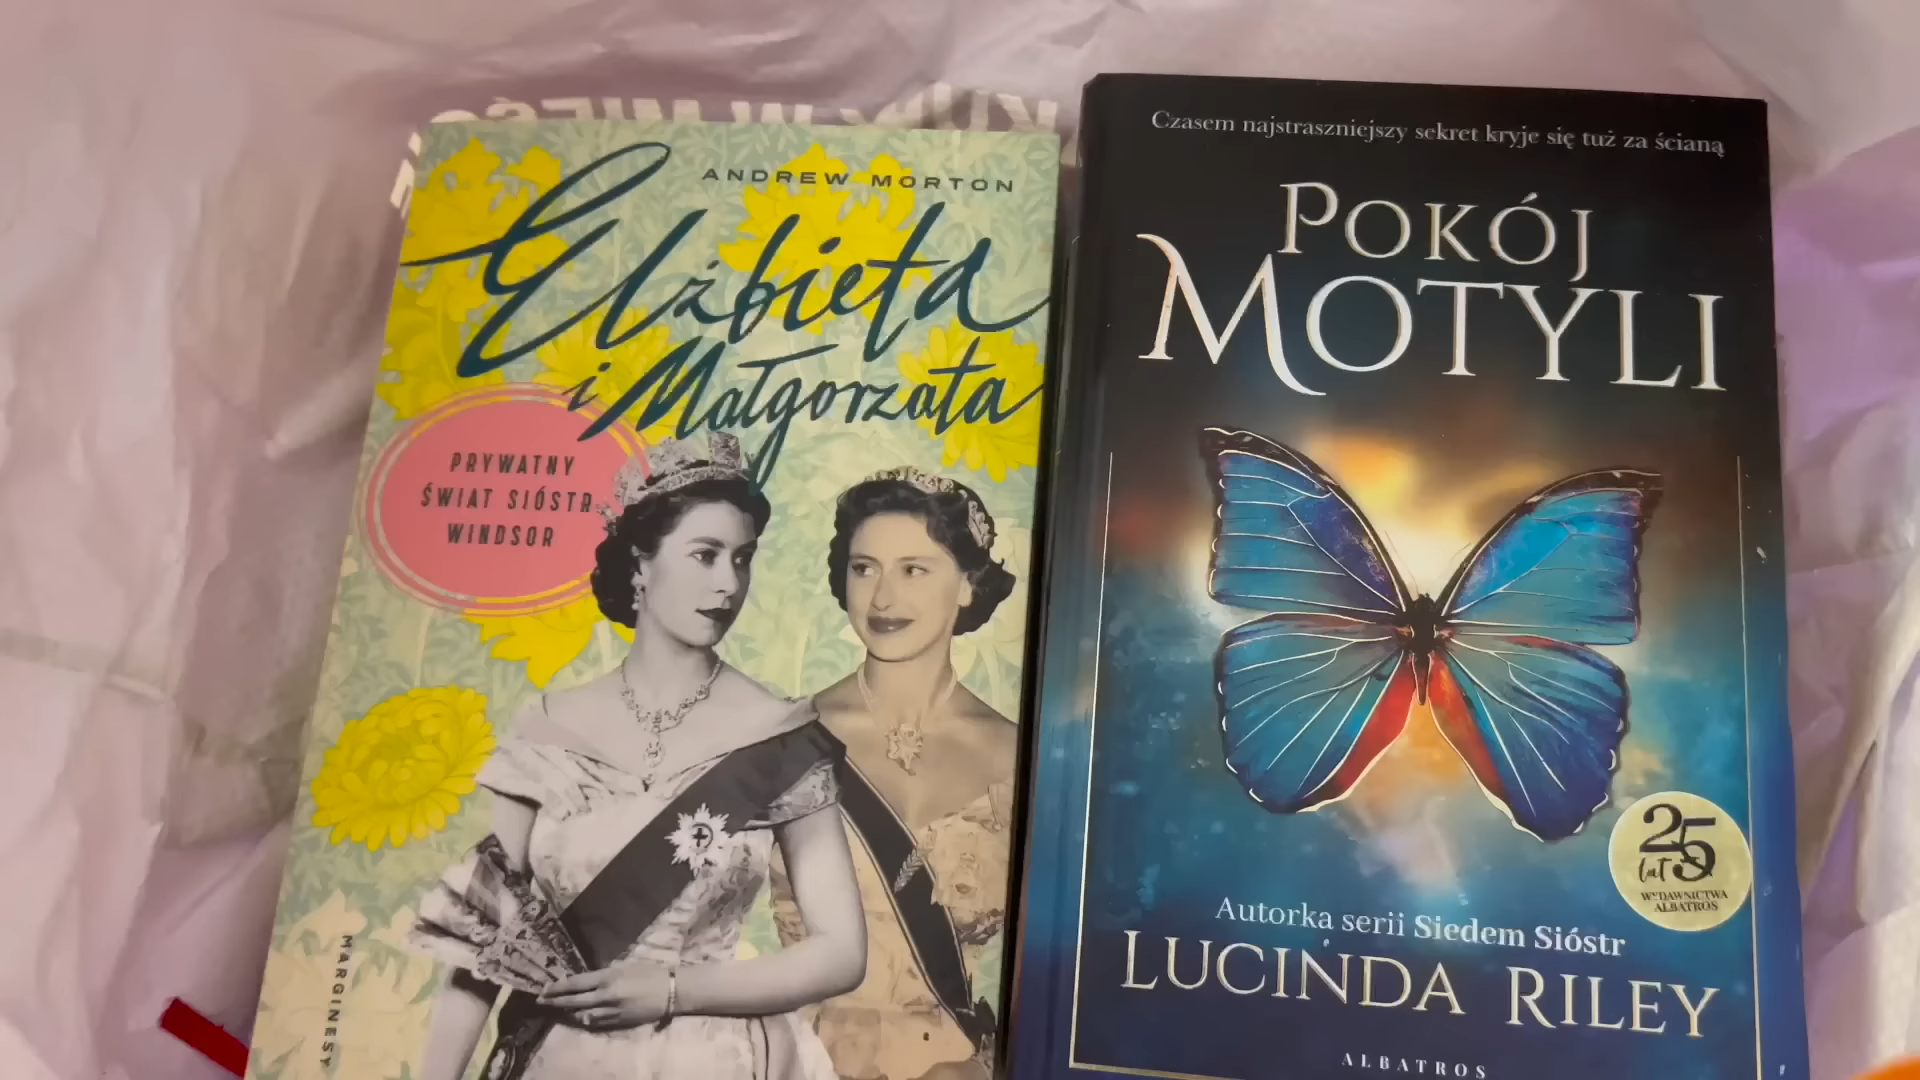 ANDREW MORTON
Elżbieta
i Małgorzata
PRYWATNY
ŚWIAT SIÓSTR
WINDSOR
MARGINESY
Czasem najstraszniejszy sekret kryje się tuż za ścianą
POKÓJ
MOTYLI
25
lat
WYDAWNICTWA
ALBATROS
Autorka serii Siedem Sióstr
LUCINDA RILEY
ALBATROS